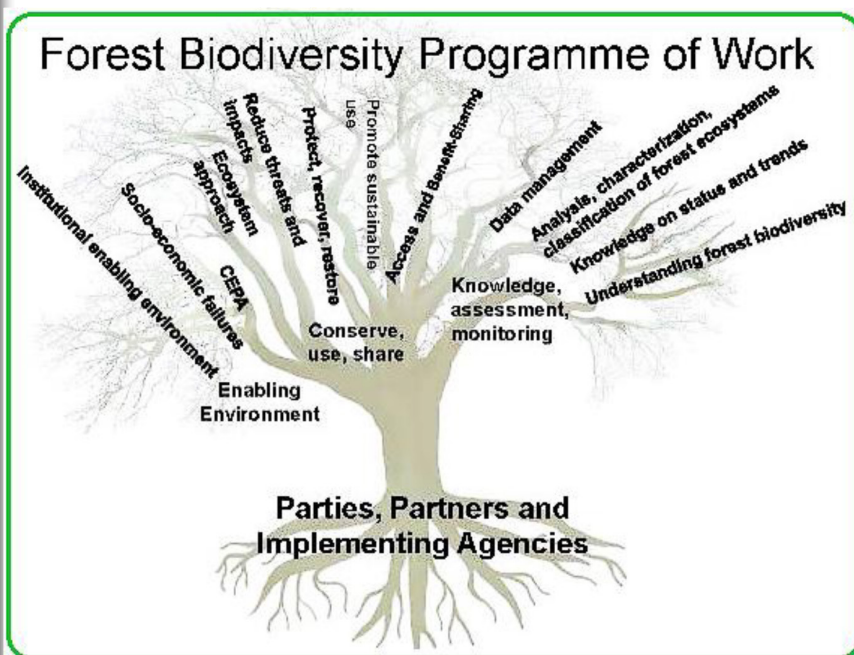 Forest Biodiversity Programme of Work
Institutional enabling environment
Socio-economic failures
CEPA
Ecosystem
approach
Reduce threats and
impacts
Protect, recover, restore
Promote sustainable
use
Access and Benefit-Sharing
Data management
Analysis, characterization,
classification of forest ecosystams
Knowledge on status and trends
Understanding forest biodiversity
Enabling
Environment
Conserve,
use, share
Knowledge,
assessment,
monitoring
Parties, Partners and
Implementing Agencies